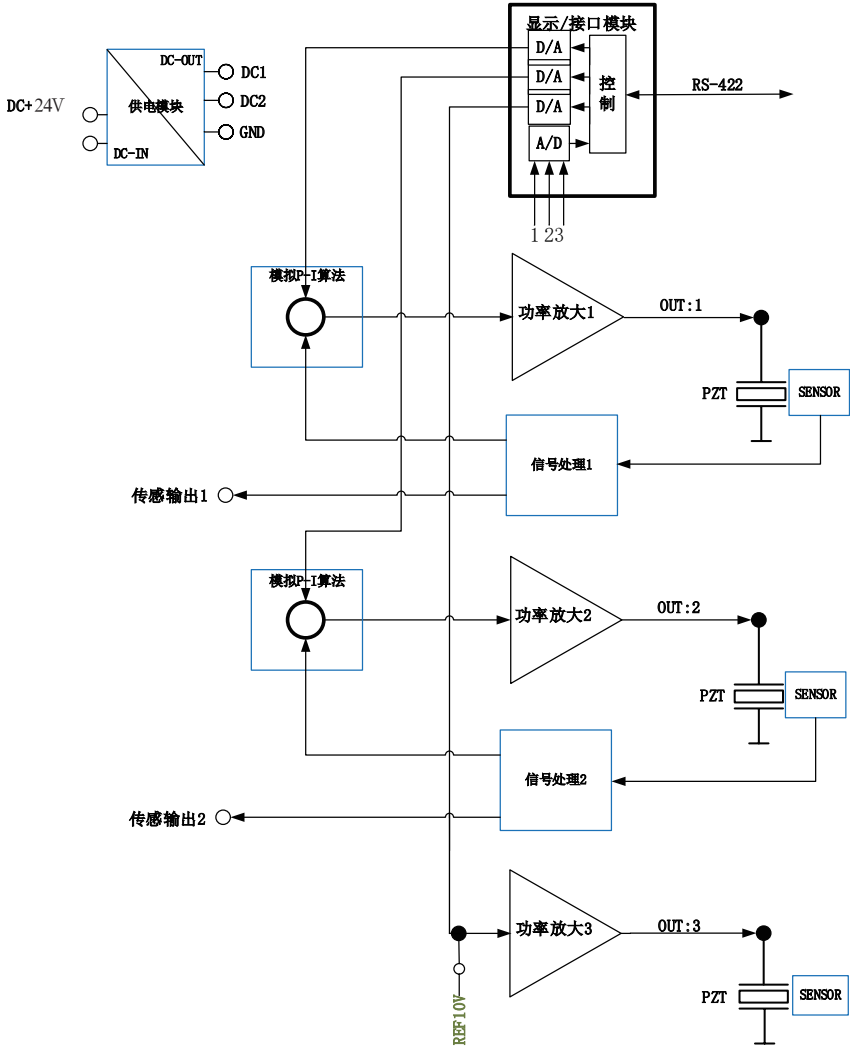 显示/接口模块
DC-OUT
D/A
DC1
D/A
控制
RS-422
DC+24V
供电模块
DC2
D/A
GND
A/D
DC-IN
1 23
模拟P-I算法
功率放大1
OUT:1
PZT
SENSOR
信号处理1
传感输出1
模拟P-I算法
功率放大2
OUT:2
PZT
SENSOR
信号处理2
传感输出2
功率放大3
OUT:3
PZT
SENSOR
REF10V